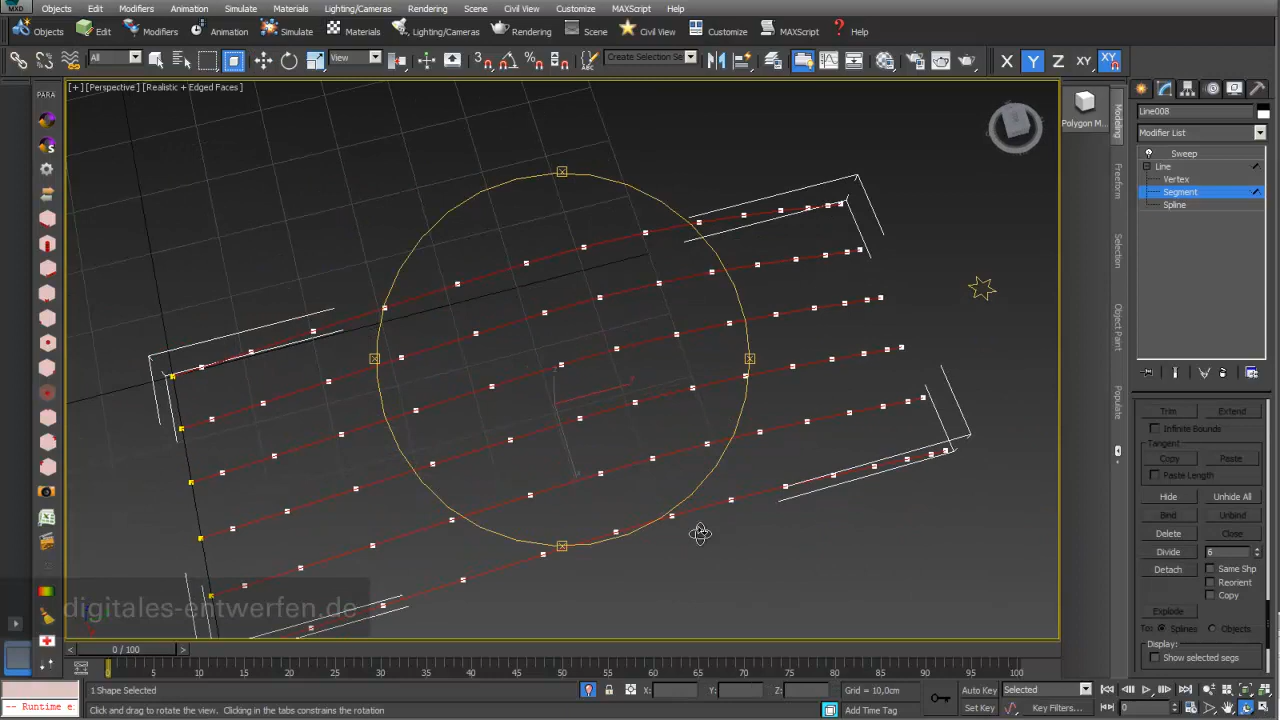 MXD Objects Modifiers Animation Simulate Materials Lighting/Cameras Rendering Scene Civil View Customize MAXScript Help
Objects Edit Modifiers Animation Simulate Materials Lighting/Cameras Rendering Scene Civil View Customize MAXScript Help
All View 3 Create Selection Se X Y Z XY XY
[+] [Perspective] [Realistic + Edged Faces]
PARA
S
Polygon M...
Modeling
Freeform
Selection
Object Paint
Populate
Line008
Modifier List
Sweep
Line
Vertex
Segment
Spline
Trim Extend
Infinite Bounds
Tangent
Copy Paste
Paste Length
Hide Unhide All
Bind Unbind
Delete Close
Divide 6
Detach Same Shp
Reorient
Copy
Explode
To: Splines Objects
Display:
Show selected segs
digitales-entwerfen.de
< 0 / 100 >
0 5 10 15 20 25 30 35 40 45 50 55 60 65 70 75 80 85 90 95 100
1 Shape Selected X: Y: Z: Grid = 10,0cm Auto Key Selected
-- Runtime e: Click and drag to rotate the view. Clicking in the tabs constrains the rotation Add Time Tag Set Key Key Filters... 0